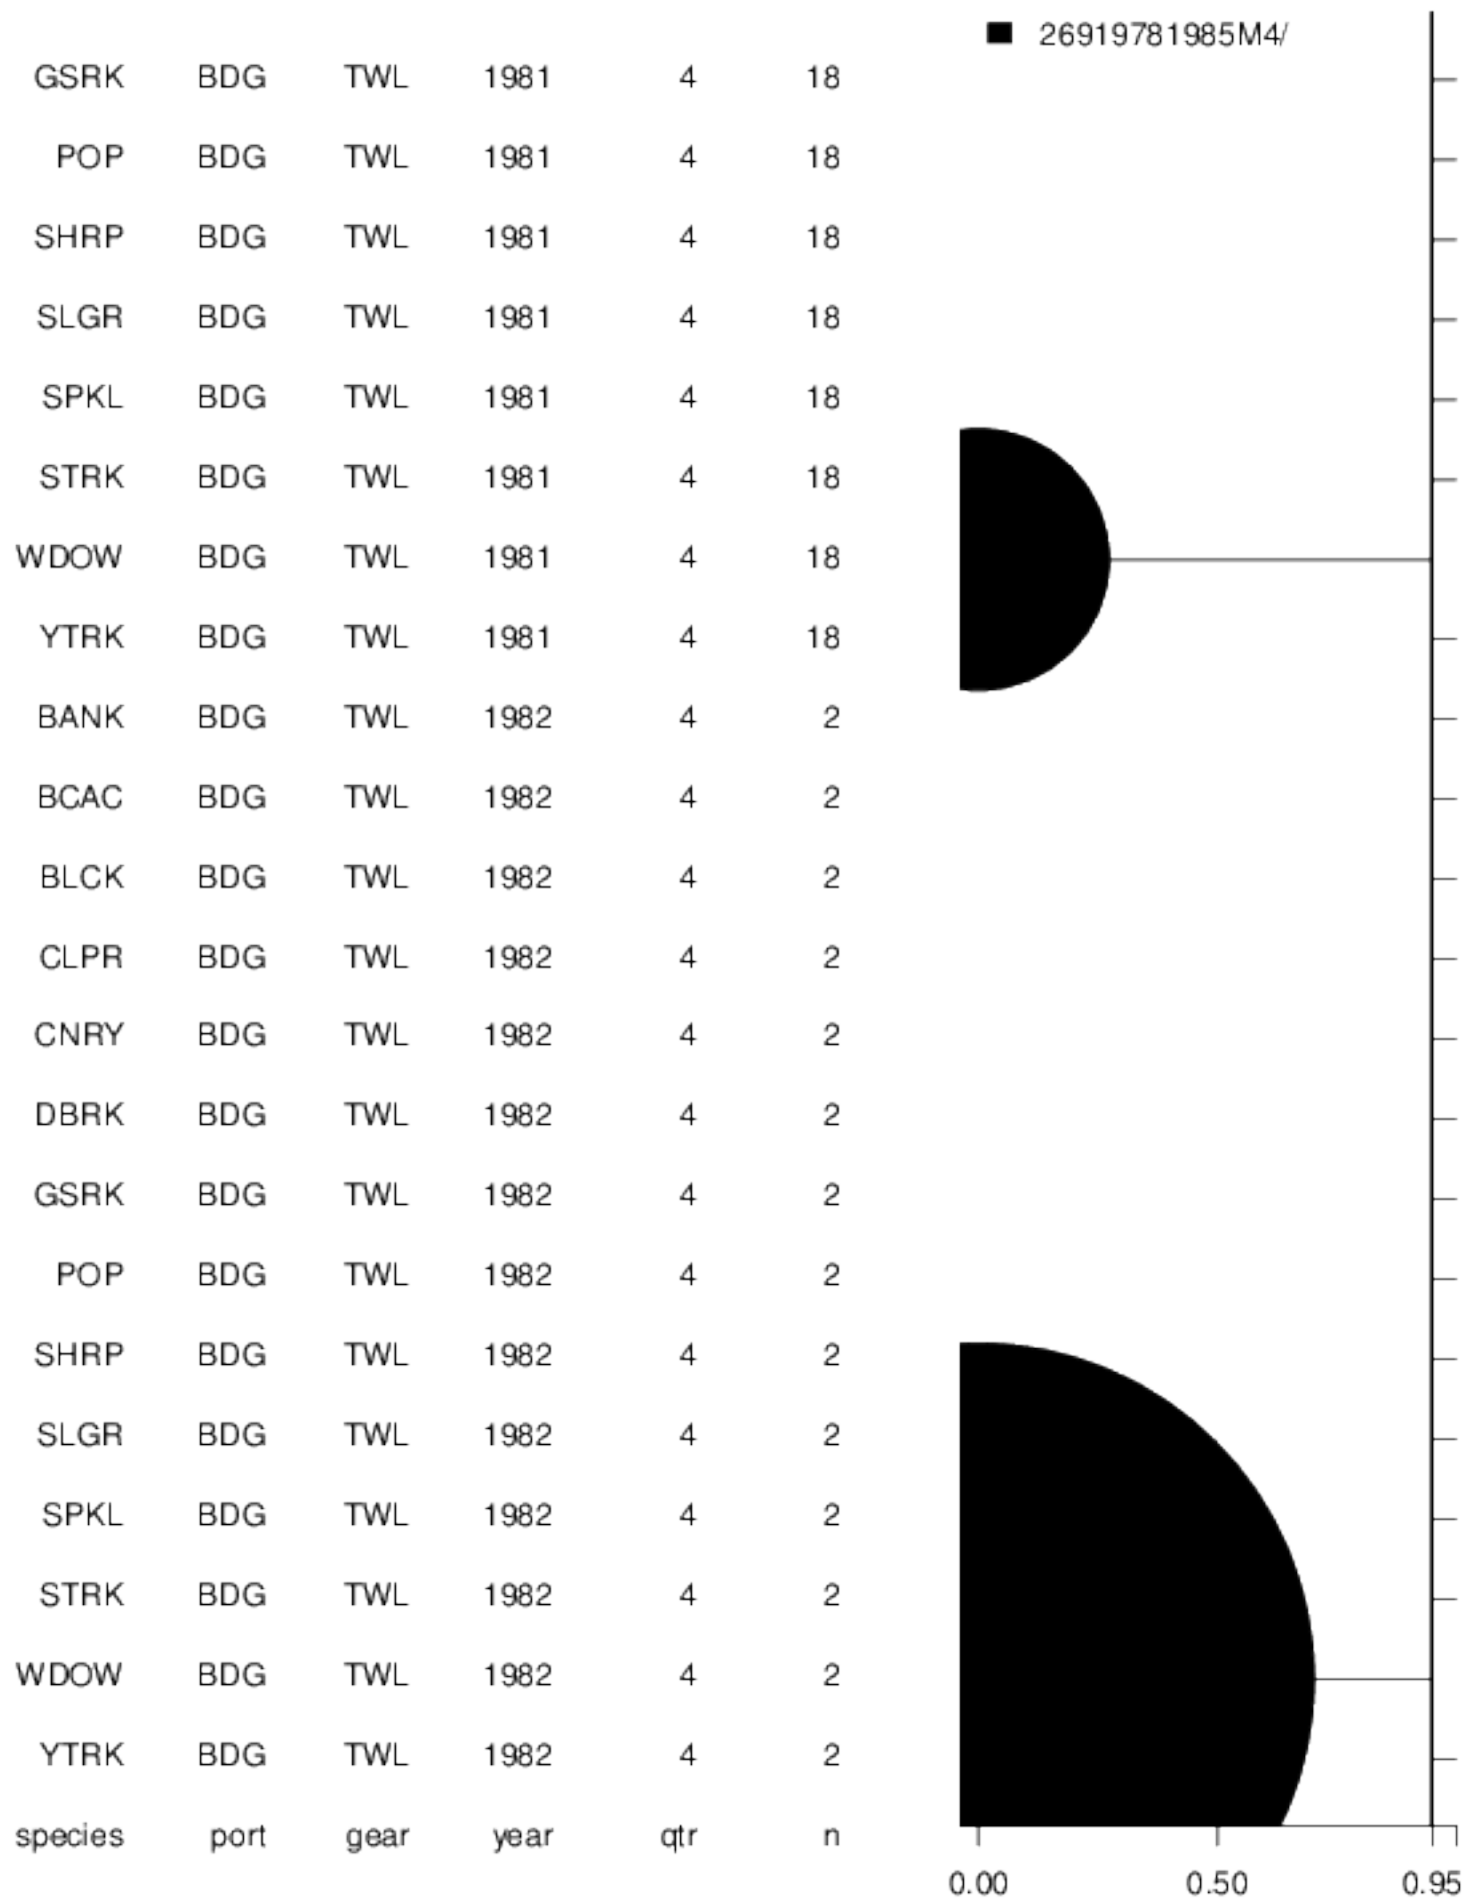 26919781985M4/
GSRK BDG TWL 1981 4 18
POP BDG TWL 1981 4 18
SHRP BDG TWL 1981 4 18
SLGR BDG TWL 1981 4 18
SPKL BDG TWL 1981 4 18
STRK BDG TWL 1981 4 18
WDOW BDG TWL 1981 4 18
YTRK BDG TWL 1981 4 18
BANK BDG TWL 1982 4 2
BCAC BDG TWL 1982 4 2
BLCK BDG TWL 1982 4 2
CLPR BDG TWL 1982 4 2
CNRY BDG TWL 1982 4 2
DBRK BDG TWL 1982 4 2
GSRK BDG TWL 1982 4 2
POP BDG TWL 1982 4 2
SHRP BDG TWL 1982 4 2
SLGR BDG TWL 1982 4 2
SPKL BDG TWL 1982 4 2
STRK BDG TWL 1982 4 2
WDOW BDG TWL 1982 4 2
YTRK BDG TWL 1982 4 2
species port gear year qtr n
0.00 0.50 0.95